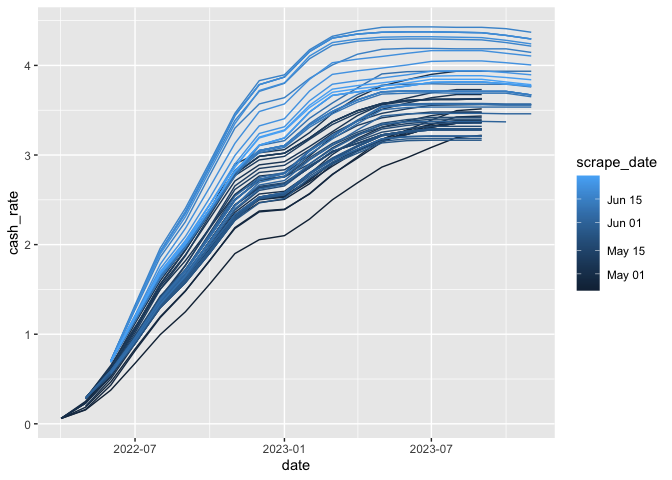 4
3
2
1
0
cash_rate
2022-07
2023-01
2023-07
date
scrape_date
Jun 15
Jun 01
May 15
May 01